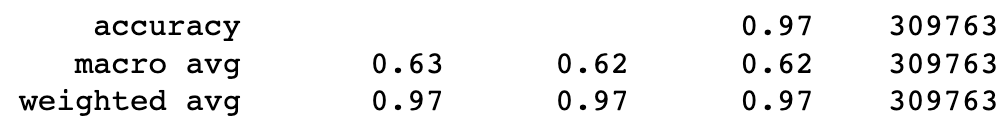 accuracy 0.97 309763
macro avg 0.63 0.62 0.62 309763
weighted avg 0.97 0.97 0.97 309763